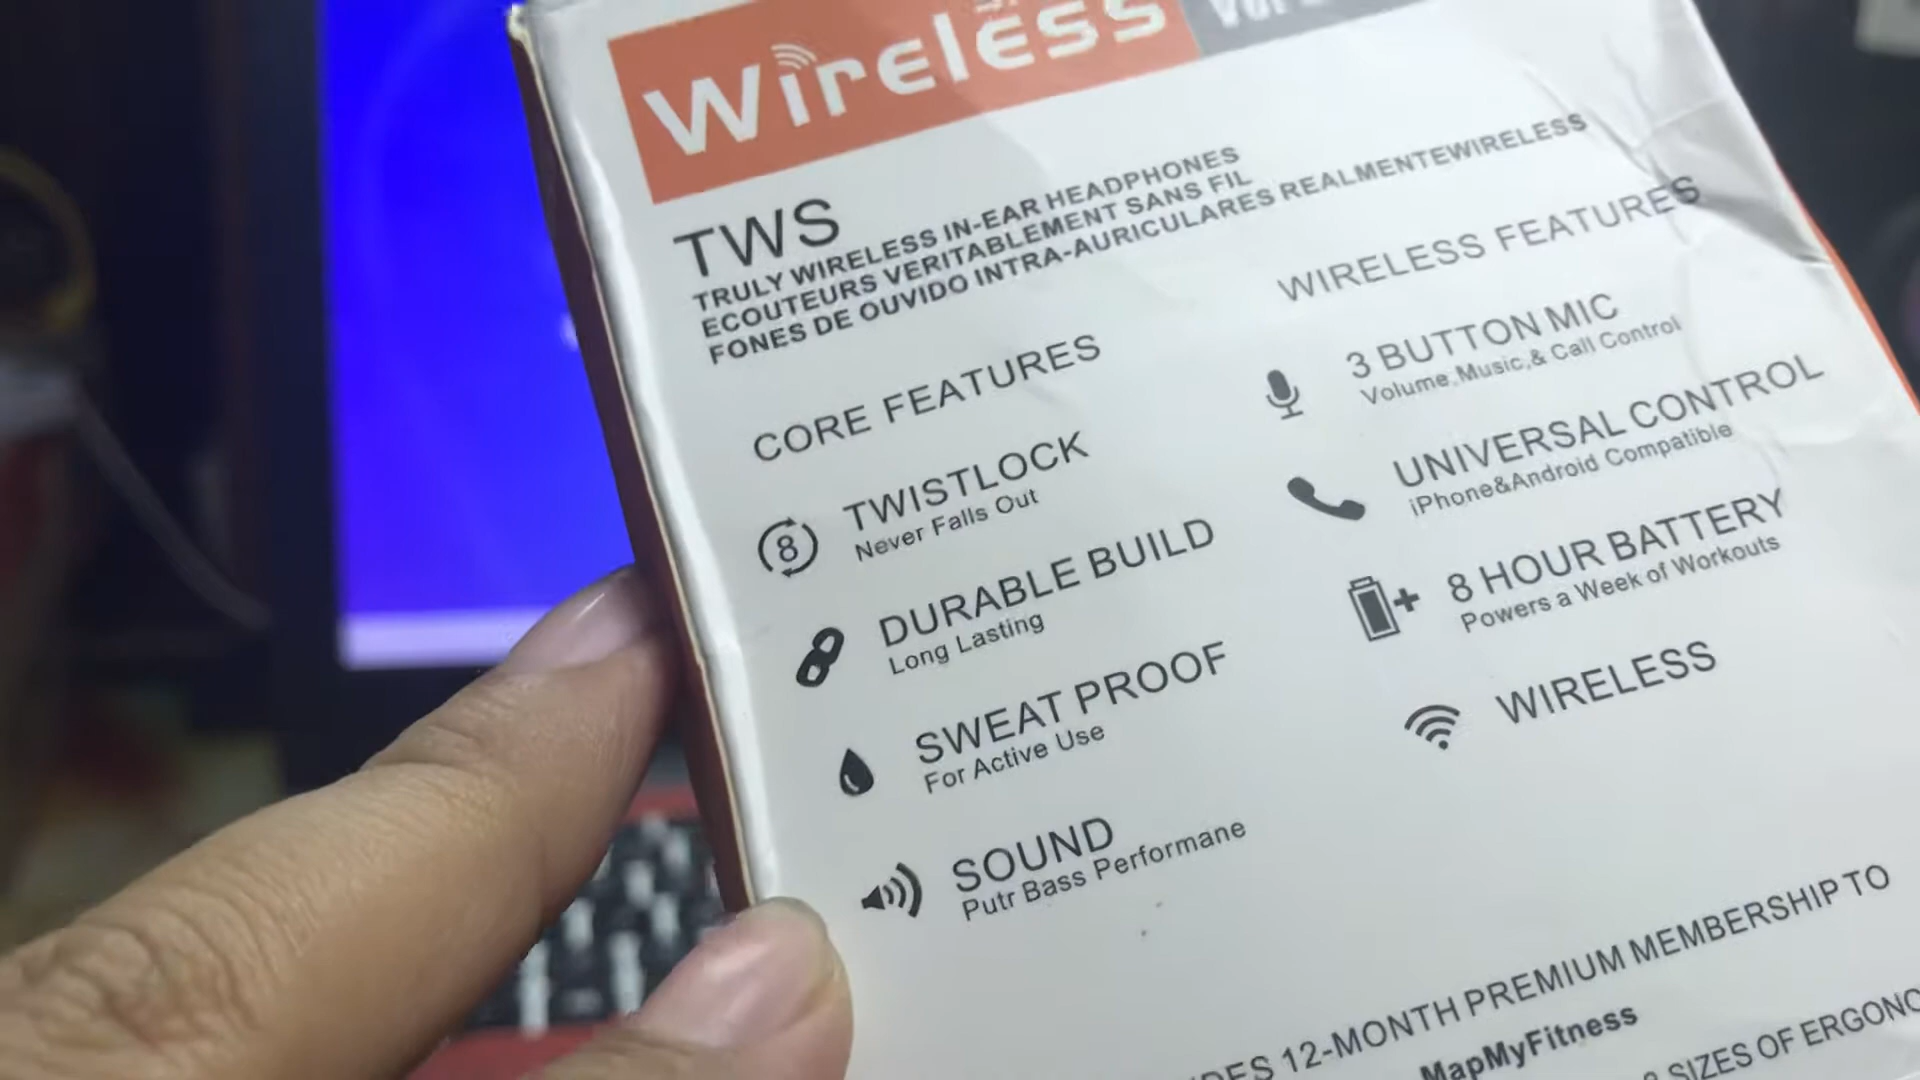 Wireless
TWS
TRULY WIRELESS IN-EAR HEADPHONES
ECOUTEURS VERITABLEMENT SANS FIL
FONES DE OUVIDO INTRA-AURICULARES REALMENTEWIRELESS
CORE FEATURES
8
TWISTLOCK
Never Falls Out
DURABLE BUILD
Long Lasting
SWEAT PROOF
For Active Use
SOUND
Putr Bass Performane
WIRELESS FEATURES
3 BUTTON MIC
Volume,Music,& Call Control
UNIVERSAL CONTROL
iPhone&Android Compatible
8 HOUR BATTERY
Powers a Week of Workouts
WIRELESS
12-MONTH PREMIUM MEMBERSHIP TO
MapMyFitness
SIZES OF